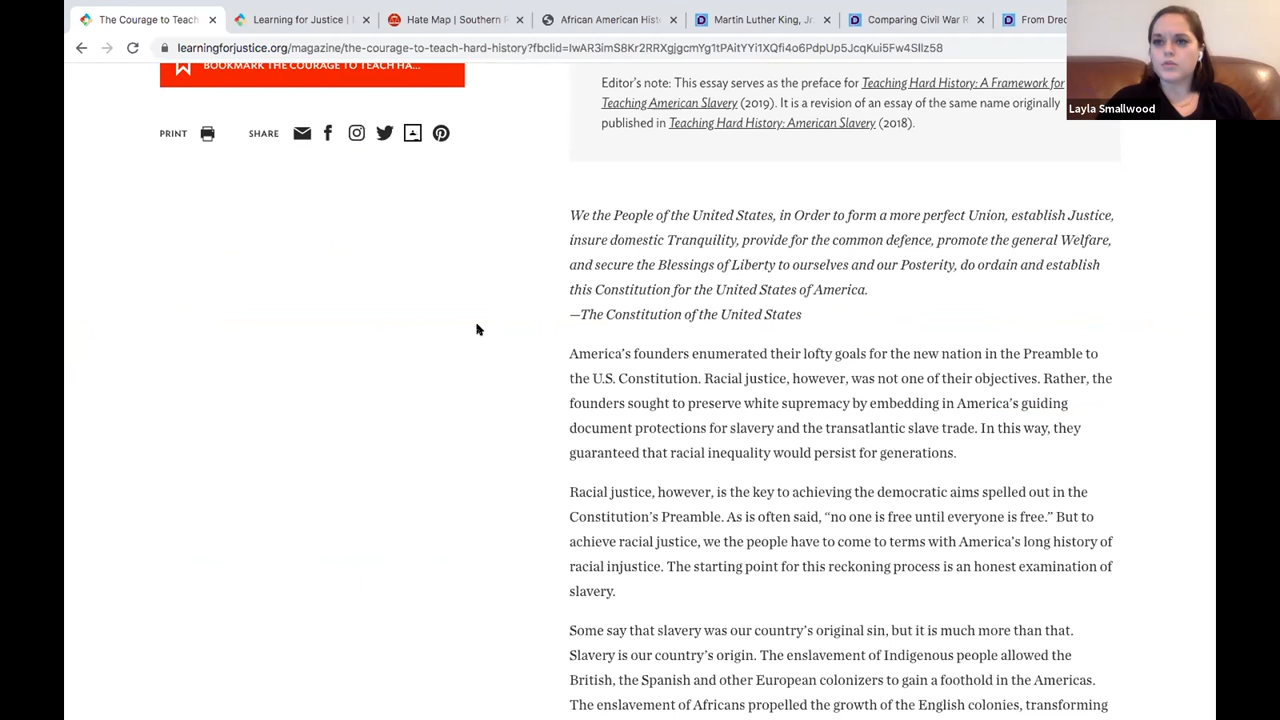 The Courage to Teach
Learning for Justice |
Hate Map | Southern P
African American Hist
Martin Luther King, Jr.
Comparing Civil War R
From Dred
learningforjustice.org/magazine/the-courage-to-teach-hard-history?fbclid=IwAR3imS8Kr2RRXgjgcmYg1tPAitYYi1XQfi4o6PdpUp5JcqKui5Fw4SIlz58
Layla Smallwood
BOOKMARK THE COURAGE TO TEACH HA...
PRINT
SHARE
Editor's note: This essay serves as the preface for Teaching Hard History: A Framework for
Teaching American Slavery (2019). It is a revision of an essay of the same name originally
published in Teaching Hard History: American Slavery (2018).
We the People of the United States, in Order to form a more perfect Union, establish Justice,
insure domestic Tranquility, provide for the common defence, promote the general Welfare,
and secure the Blessings of Liberty to ourselves and our Posterity, do ordain and establish
this Constitution for the United States of America.
—The Constitution of the United States
America's founders enumerated their lofty goals for the new nation in the Preamble to
the U.S. Constitution. Racial justice, however, was not one of their objectives. Rather, the
founders sought to preserve white supremacy by embedding in America's guiding
document protections for slavery and the transatlantic slave trade. In this way, they
guaranteed that racial inequality would persist for generations.
Racial justice, however, is the key to achieving the democratic aims spelled out in the
Constitution's Preamble. As is often said, “no one is free until everyone is free.” But to
achieve racial justice, we the people have to come to terms with America's long history of
racial injustice. The starting point for this reckoning process is an honest examination of
slavery.
Some say that slavery was our country's original sin, but it is much more than that.
Slavery is our country's origin. The enslavement of Indigenous people allowed the
British, the Spanish and other European colonizers to gain a foothold in the Americas.
The enslavement of Africans propelled the growth of the English colonies, transforming